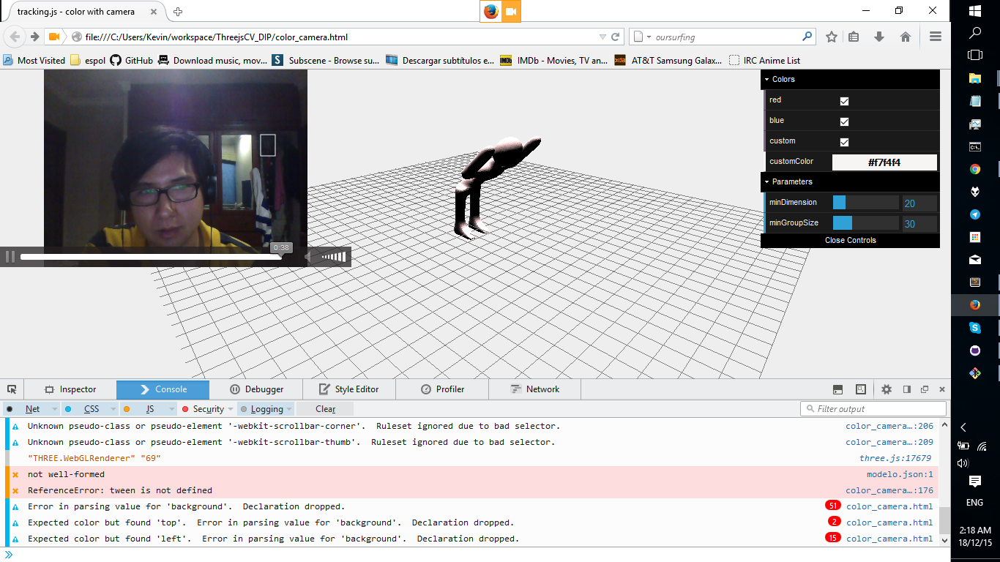 tracking.js - color with camera
file:///C:/Users/Kevin/workspace/ThreejsCV_DIP/color_camera.html
oursurfing
Most Visited espol GitHub Download music, mov... Subscene - Browse su... Descargar subtítulos e... IMDb - Movies, TV an... AT&T Samsung Galax... IRC Anime List
0:38
Colors
red
blue
custom
customColor #f7f4f4
Parameters
minDimension 20
minGroupSize 30
Close Controls
Inspector Console Debugger Style Editor Profiler Network
Net CSS JS Security Logging Clear Filter output
Unknown pseudo-class or pseudo-element '-webkit-scrollbar-corner'.  Ruleset ignored due to bad selector. color_camera…:206
Unknown pseudo-class or pseudo-element '-webkit-scrollbar-thumb'.  Ruleset ignored due to bad selector. color_camera…:209
"THREE.WebGLRenderer" "69" three.js:17679
not well-formed modelo.json:1
ReferenceError: tween is not defined color_camera…:176
Error in parsing value for 'background'.  Declaration dropped. 51 color_camera.html
Expected color but found 'top'.  Error in parsing value for 'background'.  Declaration dropped. 2 color_camera.html
Expected color but found 'left'.  Error in parsing value for 'background'.  Declaration dropped. 15 color_camera.html
ENG
2:18 AM
18/12/15